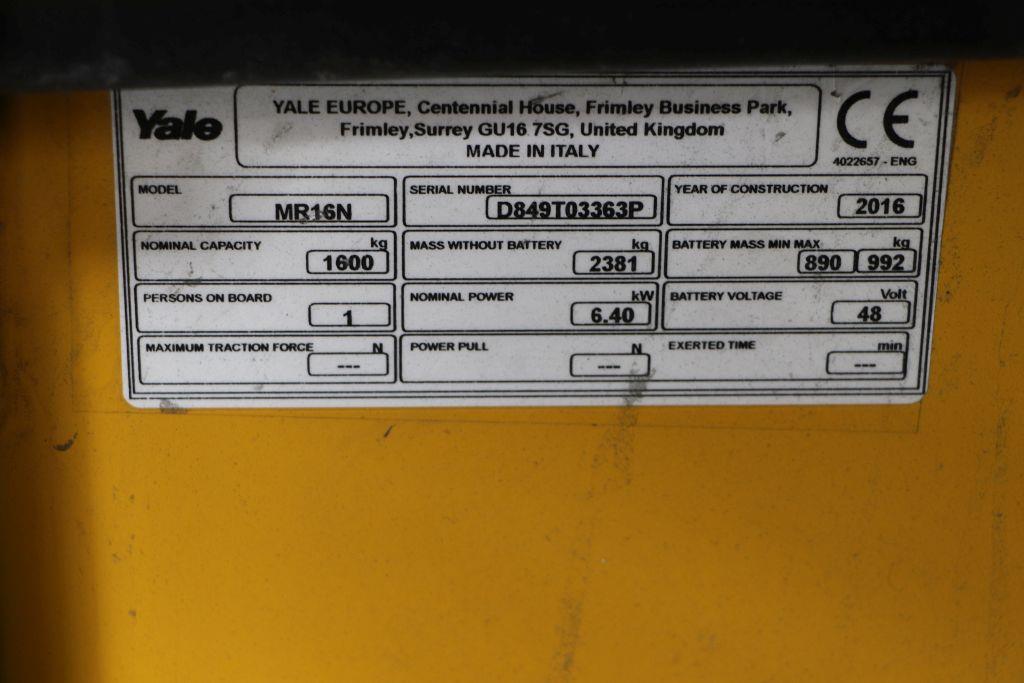 Yale
YALE EUROPE, Centennial House, Frimley Business Park,
Frimley,Surrey GU16 7SG, United Kingdom
MADE IN ITALY
CE
4022657 - ENG
MODEL
MR16N
SERIAL NUMBER
D849T03363P
YEAR OF CONSTRUCTION
2016
NOMINAL CAPACITY kg
1600
MASS WITHOUT BATTERY kg
2381
BATTERY MASS MIN MAX kg
890 992
PERSONS ON BOARD
1
NOMINAL POWER kW
6.40
BATTERY VOLTAGE Volt
48
MAXIMUM TRACTION FORCE N
---
POWER PULL N
---
EXERTED TIME min
---